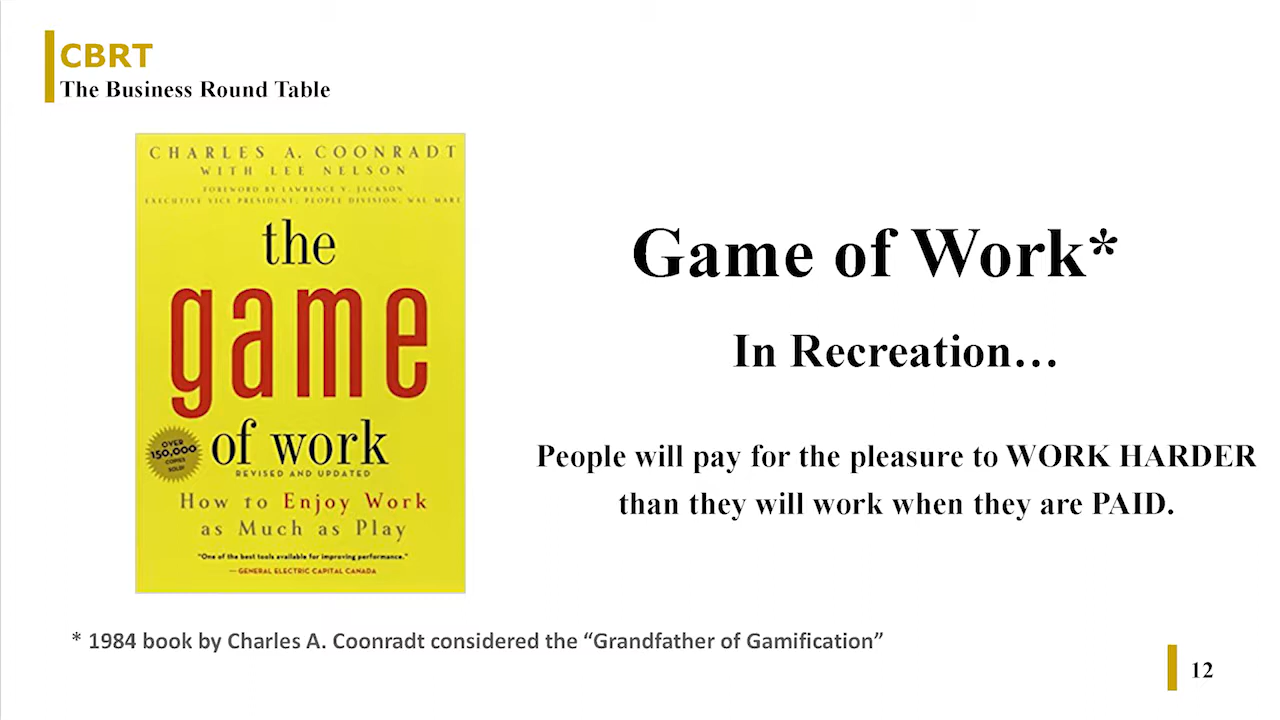 CBRT
The Business Round Table
CHARLES A. COONRADT
WITH LEE NELSON
FOREWORD BY LAWRENCE V. JACKSON
EXECUTIVE VICE PRESIDENT, PEOPLE DIVISION, WAL MART
the
game
of work
OVER
150,000
COPIES
SOLD!
REVISED AND UPDATED
How to Enjoy Work
as Much as Play
"One of the best tools available for improving performance."
— GENERAL ELECTRIC CAPITAL CANADA
Game of Work*
In Recreation…
People will pay for the pleasure to WORK HARDER
than they will work when they are PAID.
* 1984 book by Charles A. Coonradt considered the “Grandfather of Gamification”
12